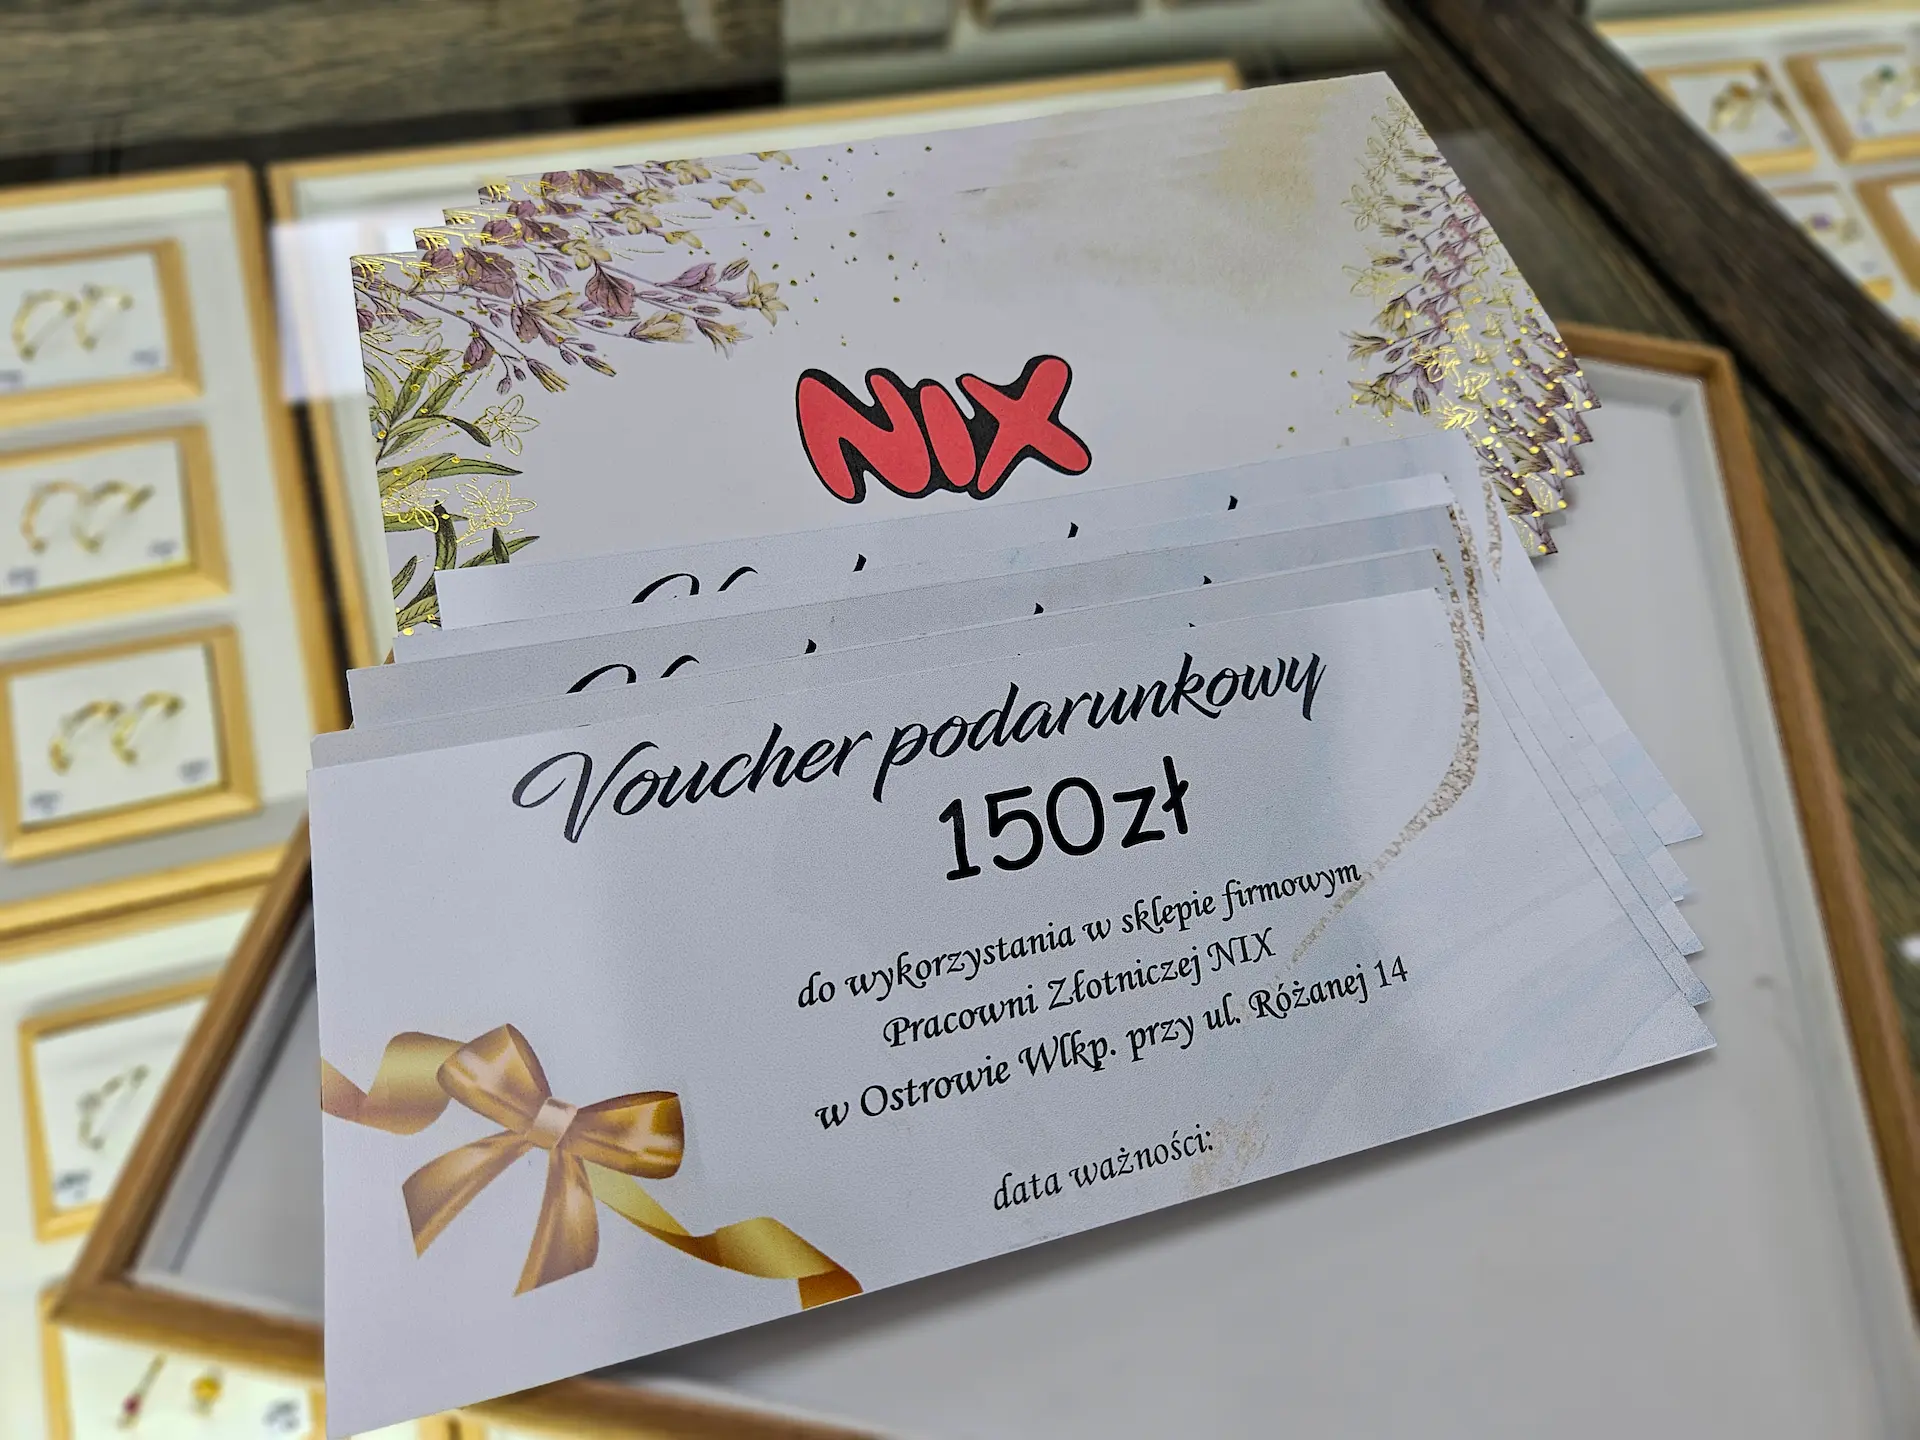 NIX
Voucher podarunkowy
150zł
do wykorzystania w sklepie firmowym
Pracowni Złotniczej NIX
w Ostrowie Wlkp. przy ul. Różanej 14
data ważności: